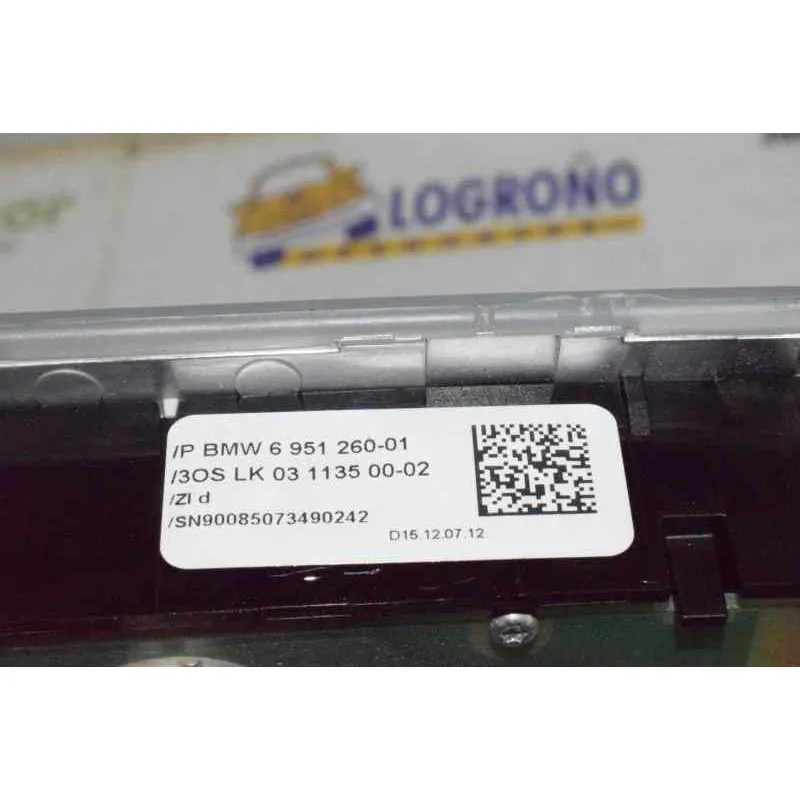 LOGROÑO
/P BMW 6 951 260-01
/3OS LK 03 1135 00-02
/ZI d
/SN90085073490242
D15.12.07.12